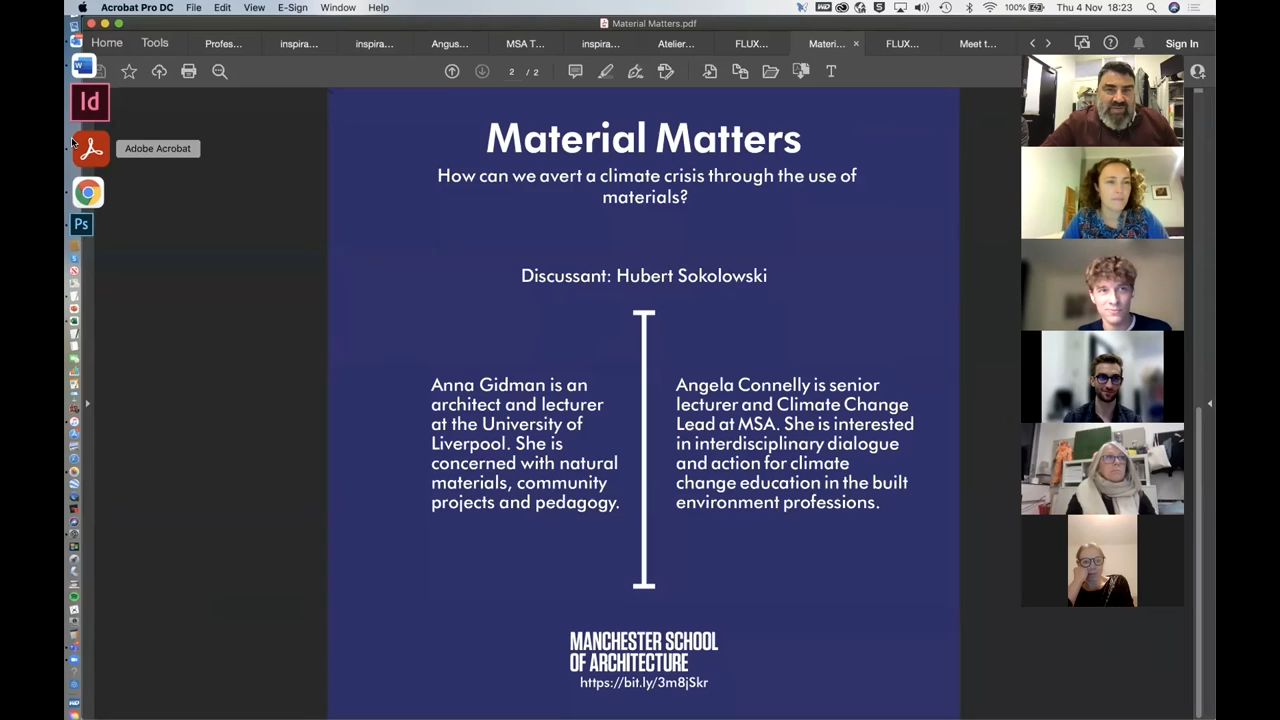 Acrobat Pro DC File Edit View E-Sign Window Help 100% Thu 4 Nov 18:23
Material Matters.pdf
Home Tools Profes... inspira... inspira... Angus... MSA T... inspira... Atelier... FLUX... Materi... × FLUX... Meet t... Sign In
2 / 2
W
Id
Adobe Acrobat
Ps
Material Matters
How can we avert a climate crisis through the use of
materials?
Discussant: Hubert Sokolowski
Anna Gidman is an
architect and lecturer
at the University of
Liverpool. She is
concerned with natural
materials, community
projects and pedagogy.
Angela Connelly is senior
lecturer and Climate Change
Lead at MSA. She is interested
in interdisciplinary dialogue
and action for climate
change education in the built
environment professions.
MANCHESTER SCHOOL
OF ARCHITECTURE
https://bit.ly/3m8jSkr